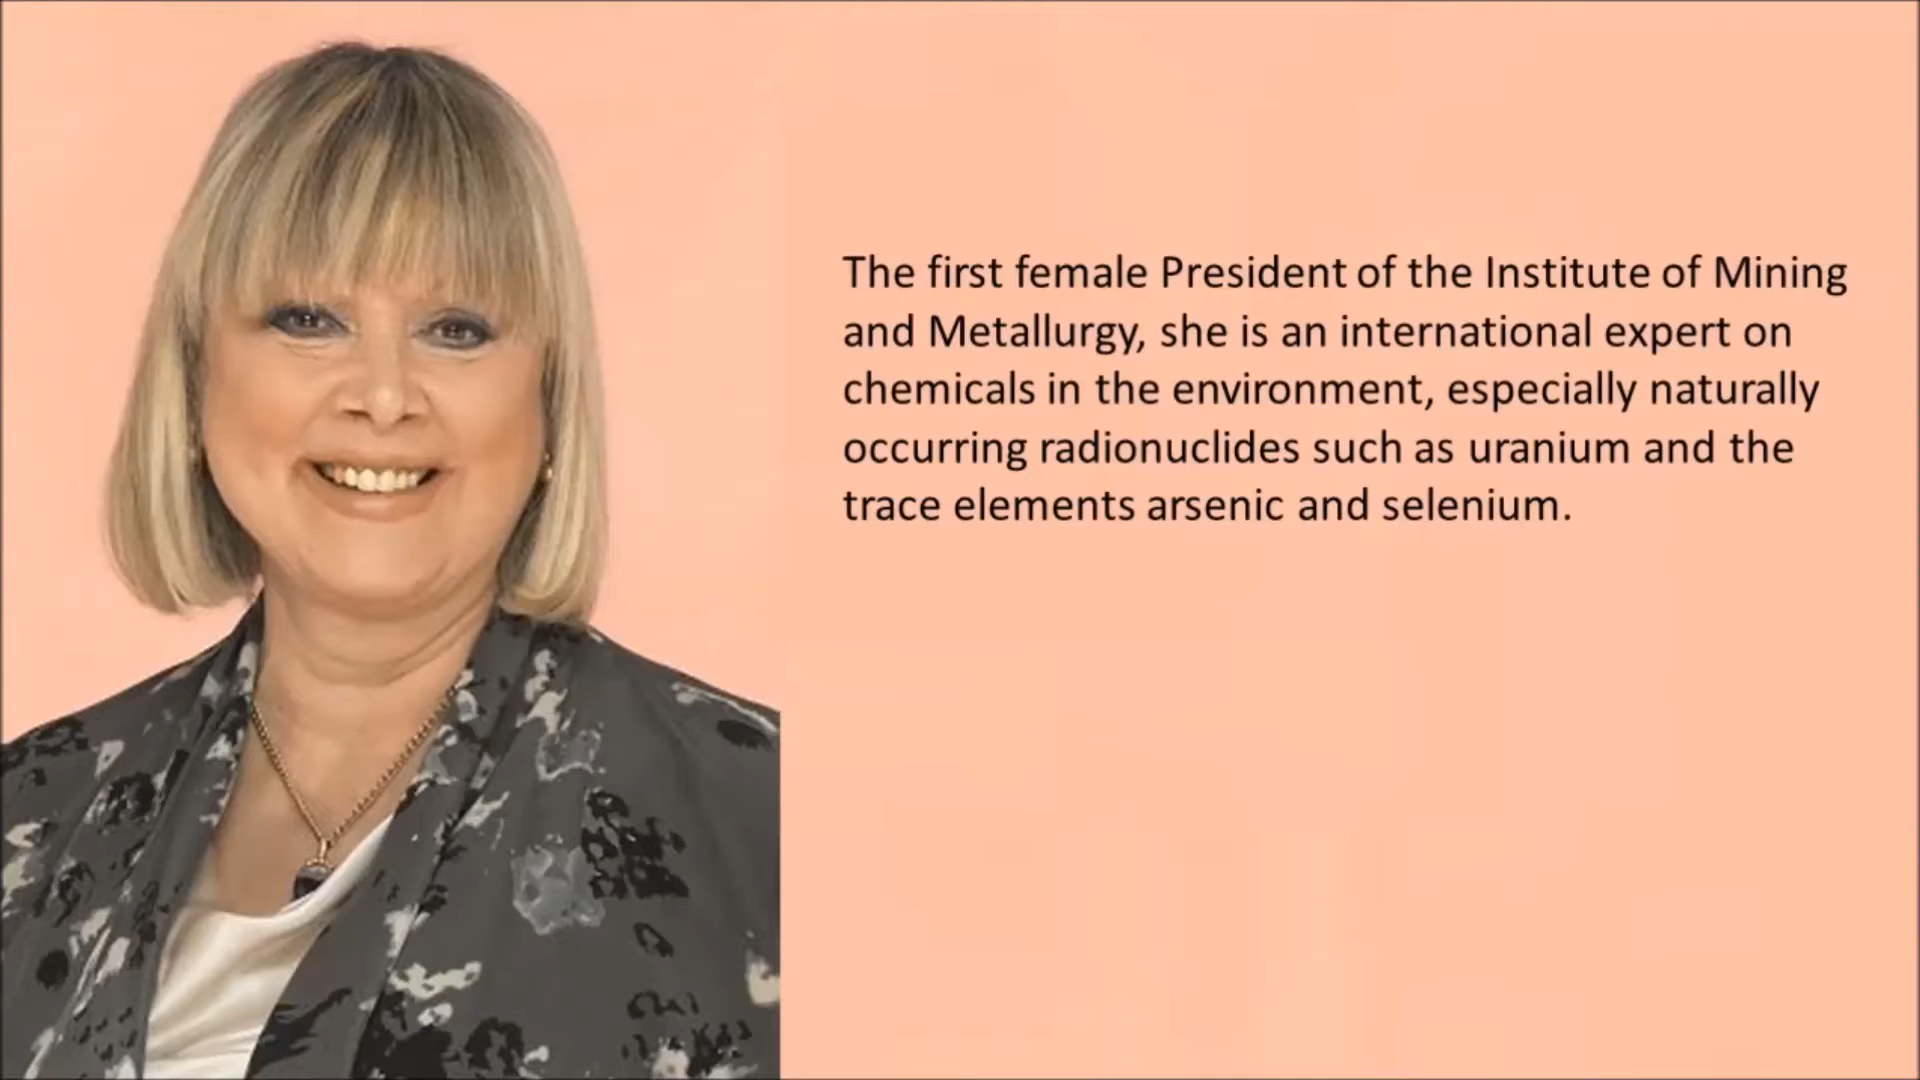 The first female President of the Institute of Mining
and Metallurgy, she is an international expert on
chemicals in the environment, especially naturally
occurring radionuclides such as uranium and the
trace elements arsenic and selenium.